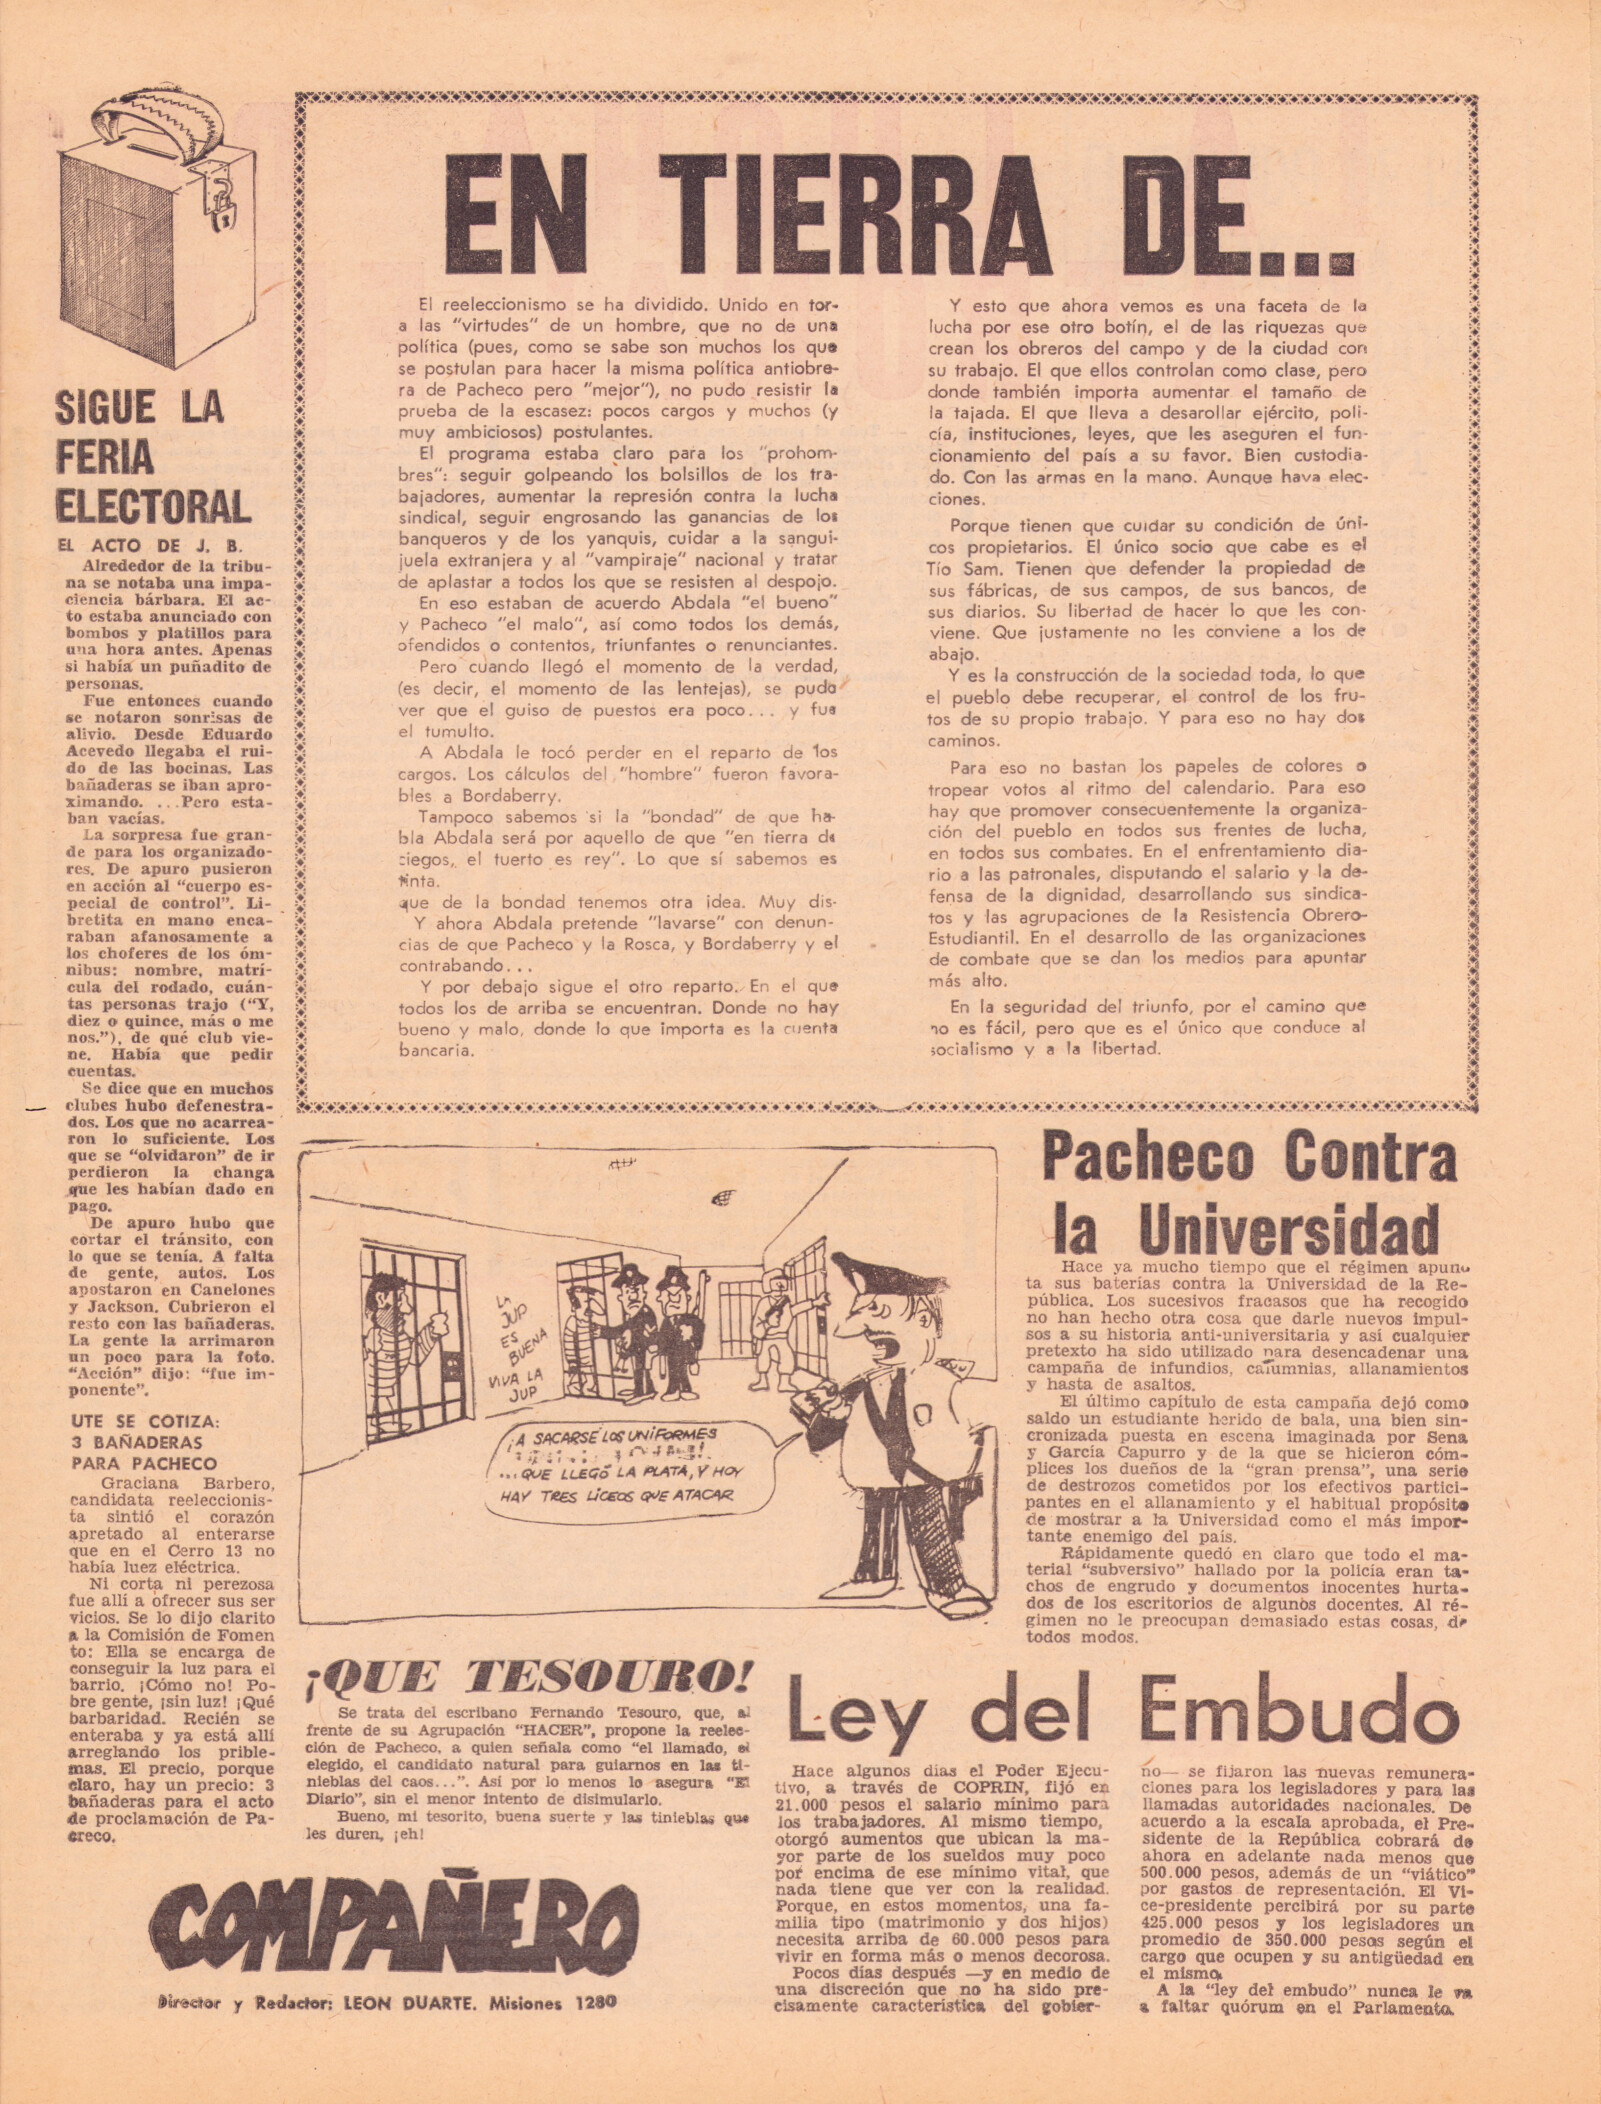 SIGUE LA
FERIA
ELECTORAL
EL ACTO DE J. B.
Alrededor de la tribu-
na se notaba una impa-
ciencia bárbara. El ac-
to estaba anunciado con
bombos y platillos para
una hora antes. Apenas
si había un puñadito de
personas.
Fue entonces cuando
se notaron sonrisas de
alivio. Desde Eduardo
Acevedo llegaba el rui-
do de las bocinas. Las
bañaderas se iban apro-
ximando. ...Pero esta-
ban vacías.
La sorpresa fue gran-
de para los organizado-
res. De apuro pusieron
en acción al "cuerpo es-
pecial de control". Li-
bretita en mano enca-
raban afanosamente a
los choferes de los óm-
nibus: nombre, matrí-
cula del rodado, cuán-
tas personas trajo ("Y,
diez o quince, más o me
nos."), de qué club vie-
ne. Había que pedir
cuentas.
Se dice que en muchos
clubes hubo defenestra-
dos. Los que no acarrea-
ron lo suficiente. Los
que se "olvidaron" de ir
perdieron la changa
que les habían dado en
pago.
De apuro hubo que
cortar el tránsito, con
lo que se tenía. A falta
de gente, autos. Los
apostaron en Canelones
y Jackson. Cubrieron el
resto con las bañaderas.
La gente la arrimaron
un poco para la foto.
"Acción" dijo: "fue im-
ponente".
UTE SE COTIZA:
3 BAÑADERAS
PARA PACHECO
Graciana Barbero,
candidata reeleccionis-
ta sintió el corazón
apretado al enterarse
que en el Cerro 13 no
había luez eléctrica.
Ni corta ni perezosa
fue allí a ofrecer sus ser
vicios. Se lo dijo clarito
a la Comisión de Fomen
to: Ella se encarga de
conseguir la luz para el
barrio. ¡Cómo no! Po-
bre gente, ¡sin luz! ¡Qué
barbaridad. Recién se
enteraba y ya está allí
arreglando los prible-
mas. El precio, porque
claro, hay un precio: 3
bañaderas para el acto
de proclamación de Pa-
creco.
EN TIERRA DE...
El reeleccionismo se ha dividido. Unido en tor-
a las "virtudes" de un hombre, que no de una
política (pues, como se sabe son muchos los que
se postulan para hacer la misma política antiobre-
ra de Pacheco pero "mejor"), no pudo resistir la
prueba de la escasez: pocos cargos y muchos (y
muy ambiciosos) postulantes.
El programa estaba claro para los "prohom-
bres": seguir golpeando los bolsillos de los tra-
bajadores, aumentar la represión contra la lucha
sindical, seguir engrosando las ganancias de los
banqueros y de los yanquis, cuidar a la sangui-
juela extranjera y al "vampiraje" nacional y tratar
de aplastar a todos los que se resisten al despojo.
En eso estaban de acuerdo Abdala "el bueno"
y Pacheco "el malo", así como todos los demás,
ofendidos o contentos, triunfantes o renunciantes.
Pero cuando llegó el momento de la verdad,
(es decir, el momento de las lentejas), se pudo
ver que el guiso de puestos era poco... y fue
el tumulto.
A Abdala le tocó perder en el reparto de los
cargos. Los cálculos del "hombre" fueron favora-
bles a Bordaberry.
Tampoco sabemos si la "bondad" de que ha-
bla Abdala será por aquello de que "en tierra de
ciegos, el tuerto es rey". Lo que sí sabemos es
tinta.
que de la bondad tenemos otra idea. Muy dis-
Y ahora Abdala pretende "lavarse" con denun-
cias de que Pacheco y la Rosca, y Bordaberry y el
contrabando...
Y por debajo sigue el otro reparto. En el que
todos los de arriba se encuentran. Donde no hay
bueno y malo, donde lo que importa es la cuenta
bancaria.
Y esto que ahora vemos es una faceta de la
lucha por ese otro botín, el de las riquezas que
crean los obreros del campo y de la ciudad con
su trabajo. El que ellos controlan como clase, pero
donde también importa aumentar el tamaño de
la tajada. El que lleva a desarollar ejército, poli-
cía, instituciones, leyes, que les aseguren el fun-
cionamiento del país a su favor. Bien custodia-
do. Con las armas en la mano. Aunque hava elec-
ciones.
Porque tienen que cuidar su condición de úni-
cos propietarios. El único socio que cabe es el
Tío Sam. Tienen que defender la propiedad de
sus fábricas, de sus campos, de sus bancos, de
sus diarios. Su libertad de hacer lo que les con-
viene. Que justamente no les conviene a los de
abajo.
Y es la construcción de la sociedad toda, lo que
el pueblo debe recuperar, el control de los fru-
tos de su propio trabajo. Y para eso no hay dos
caminos.
Para eso no bastan los papeles de colores o
tropear votos al ritmo del calendario. Para eso
hay que promover consecuentemente la organiza-
ción del pueblo en todos sus frentes de lucha,
en todos sus combates. En el enfrentamiento dia-
rio a las patronales, disputando el salario y la de-
fensa de la dignidad, desarrollando sus sindica-
tos y las agrupaciones de la Resistencia Obrero-
Estudiantil. En el desarrollo de las organizaciones
de combate que se dan los medios para apuntar
más alto.
En la seguridad del triunfo, por el camino que
no es fácil, pero que es el único que conduce al
socialismo y a la libertad.
LA
JUP
ES
BUENA
VIVA LA
JUP
¡A SACARSE LOS UNIFORMES
...QUE LLEGÓ LA PLATA, Y HOY
HAY TRES LICEOS QUE ATACAR
Pacheco Contra
la Universidad
Hace ya mucho tiempo que el régimen apun-
ta sus baterías contra la Universidad de la Re-
pública. Los sucesivos fracasos que ha recogido
no han hecho otra cosa que darle nuevos impul-
sos a su historia anti-universitaria y así cualquier
pretexto ha sido utilizado para desencadenar una
campaña de infundios, calumnias, allanamientos
y hasta de asaltos.
El último capítulo de esta campaña dejó como
saldo un estudiante herido de bala, una bien sin-
cronizada puesta en escena imaginada por Sena
y García Capurro y de la que se hicieron cóm-
plices los dueños de la "gran prensa", una serie
de destrozos cometidos por los efectivos partici-
pantes en el allanamiento y el habitual propósito
de mostrar a la Universidad como el más impor-
tante enemigo del país.
Rápidamente quedó en claro que todo el ma-
terial "subversivo" hallado por la policía eran ta-
chos de engrudo y documentos inocentes hurta-
dos de los escritorios de algunos docentes. Al ré-
gimen no le preocupan demasiado estas cosas, de
todos modos.
¡QUE TESOURO!
Se trata del escribano Fernando Tesouro, que, al
frente de su Agrupación "HACER", propone la reelec-
ción de Pacheco, a quien señala como "el llamado, el
elegido, el candidato natural para guiarnos en las ti-
nieblas del caos...". Así por lo menos lo asegura "El
Diario", sin el menor intento de disimularlo.
Bueno, mi tesorito, buena suerte y las tinieblas que
les duren, ¡eh!
Ley del Embudo
Hace algunos días el Poder Ejecu-
tivo, a través de COPRIN, fijó en
21.000 pesos el salario mínimo para
los trabajadores. Al mismo tiempo,
otorgó aumentos que ubican la ma-
yor parte de los sueldos muy poco
por encima de ese mínimo vital, que
nada tiene que ver con la realidad.
Porque, en estos momentos, una fa-
milia tipo (matrimonio y dos hijos)
necesita arriba de 60.000 pesos para
vivir en forma más o menos decorosa.
Pocos días después —y en medio de
una discreción que no ha sido pre-
cisamente característica del gobier-
no— se fijaron las nuevas remunera-
ciones para los legisladores y para las
llamadas autoridades nacionales. De
acuerdo a la escala aprobada, el Pre-
sidente de la República cobrará de
ahora en adelante nada menos que
500.000 pesos, además de un "viático"
por gastos de representación. El Vi-
ce-presidente percibirá por su parte
425.000 pesos y los legisladores un
promedio de 350.000 pesos según el
cargo que ocupen y su antigüedad en
el mismo.
A la "ley del embudo" nunca le va
a faltar quórum en el Parlamento.
COMPAÑERO
Director y Redactor: LEON DUARTE. Misiones 1280